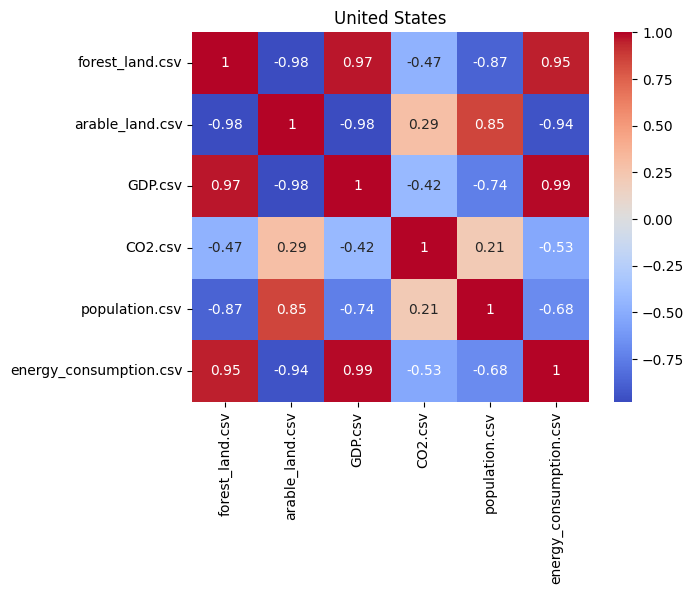 United States
forest_land.csv 1 -0.98 0.97 -0.47 -0.87 0.95
arable_land.csv -0.98 1 -0.98 0.29 0.85 -0.94
GDP.csv 0.97 -0.98 1 -0.42 -0.74 0.99
CO2.csv -0.47 0.29 -0.42 1 0.21 -0.53
population.csv -0.87 0.85 -0.74 0.21 1 -0.68
energy_consumption.csv 0.95 -0.94 0.99 -0.53 -0.68 1
forest_land.csv
arable_land.csv
GDP.csv
CO2.csv
population.csv
energy_consumption.csv
1.00
0.75
0.50
0.25
0.00
-0.25
-0.50
-0.75